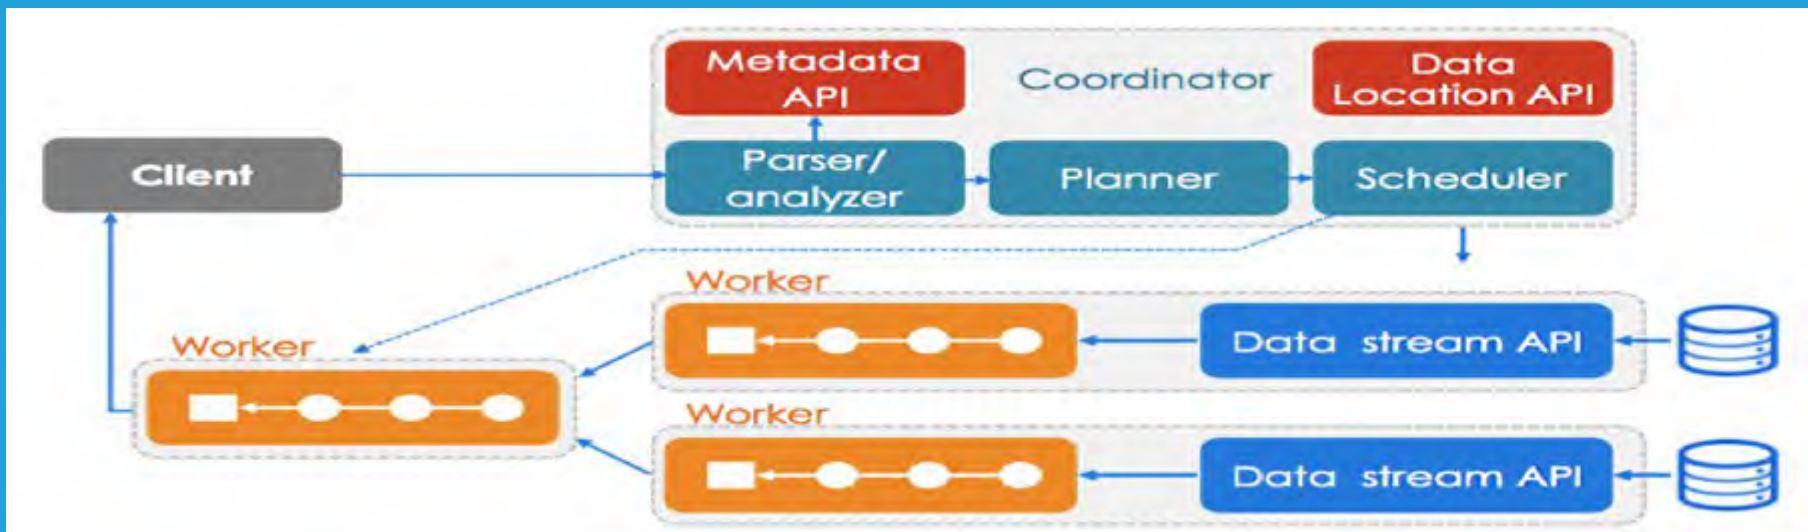 Metadata
API
Coordinator
Data
Location API
Client
Parser/
analyzer
Planner
Scheduler
Worker
Data stream API
Worker
Worker
Data stream API